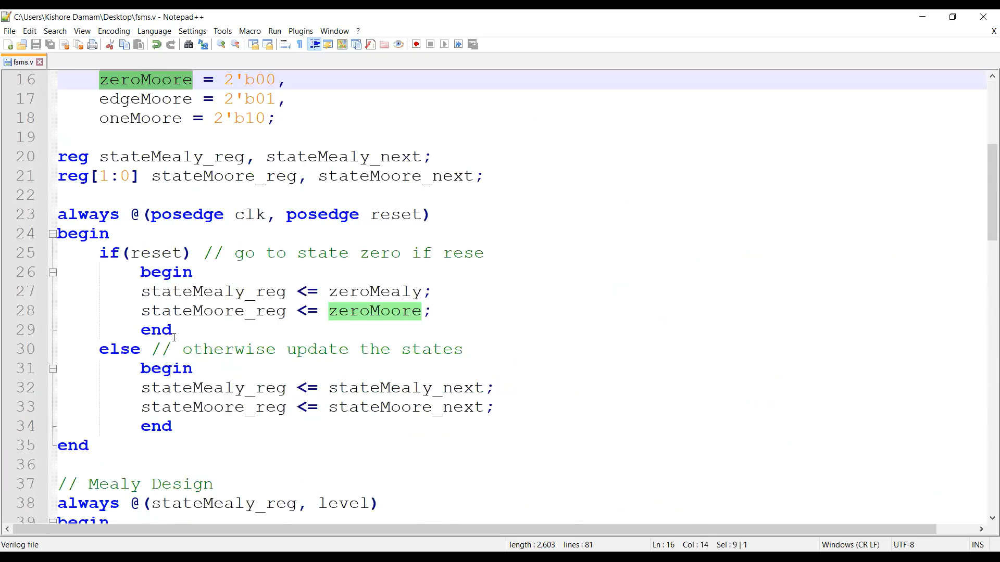 C:\Users\Kishore Damam\Desktop\fsms.v - Notepad++
File Edit Search View Encoding Language Settings Tools Macro Run Plugins Window ? X
fsms.v
16 zeroMoore = 2'b00,
17 edgeMoore = 2'b01,
18 oneMoore = 2'b10;
19
20 reg stateMealy_reg, stateMealy_next;
21 reg[1:0] stateMoore_reg, stateMoore_next;
22
23 always @(posedge clk, posedge reset)
24 begin
25 if(reset) // go to state zero if rese
26 begin
27 stateMealy_reg <= zeroMealy;
28 stateMoore_reg <= zeroMoore;
29 end
30 else // otherwise update the states
31 begin
32 stateMealy_reg <= stateMealy_next;
33 stateMoore_reg <= stateMoore_next;
34 end
35 end
36
37 // Mealy Design
38 always @(stateMealy_reg, level)
39 begin
Verilog file length : 2,603 lines : 81 Ln : 16 Col : 14 Sel : 9 | 1 Windows (CR LF) UTF-8 INS